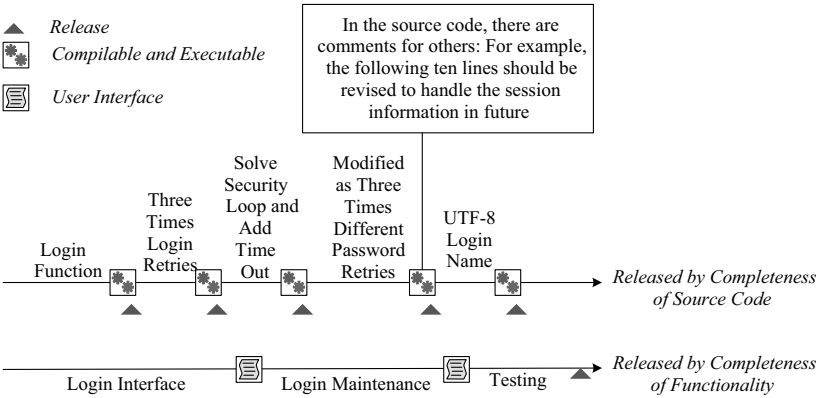 Release
Compilable and Executable
User Interface
In the source code, there are
comments for others: For example,
the following ten lines should be
revised to handle the session
information in future
Login
Function
Three
Times
Login
Retries
Solve
Security
Loop and
Add
Time
Out
Modified
as Three
Times
Different
Password
Retries
UTF-8
Login
Name
Released by Completeness
of Source Code
Login Interface
Login Maintenance
Testing
Released by Completeness
of Functionality